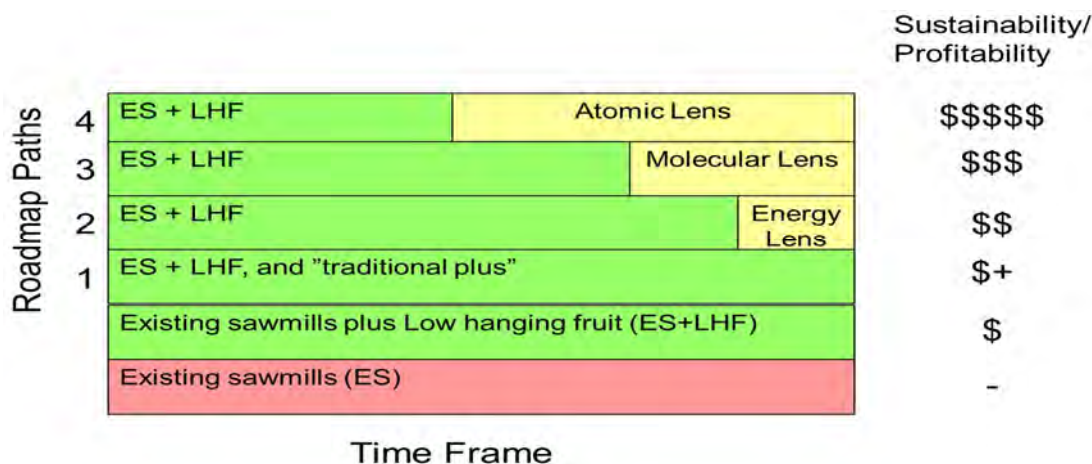 Sustainability/
Profitability
Roadmap Paths
4
ES + LHF
Atomic Lens
$$$$$
3
ES + LHF
Molecular Lens
$$$
2
ES + LHF
Energy
Lens
$$
1
ES + LHF, and ”traditional plus”
$+
Existing sawmills plus Low hanging fruit (ES+LHF)
$
Existing sawmills (ES)
-
Time Frame